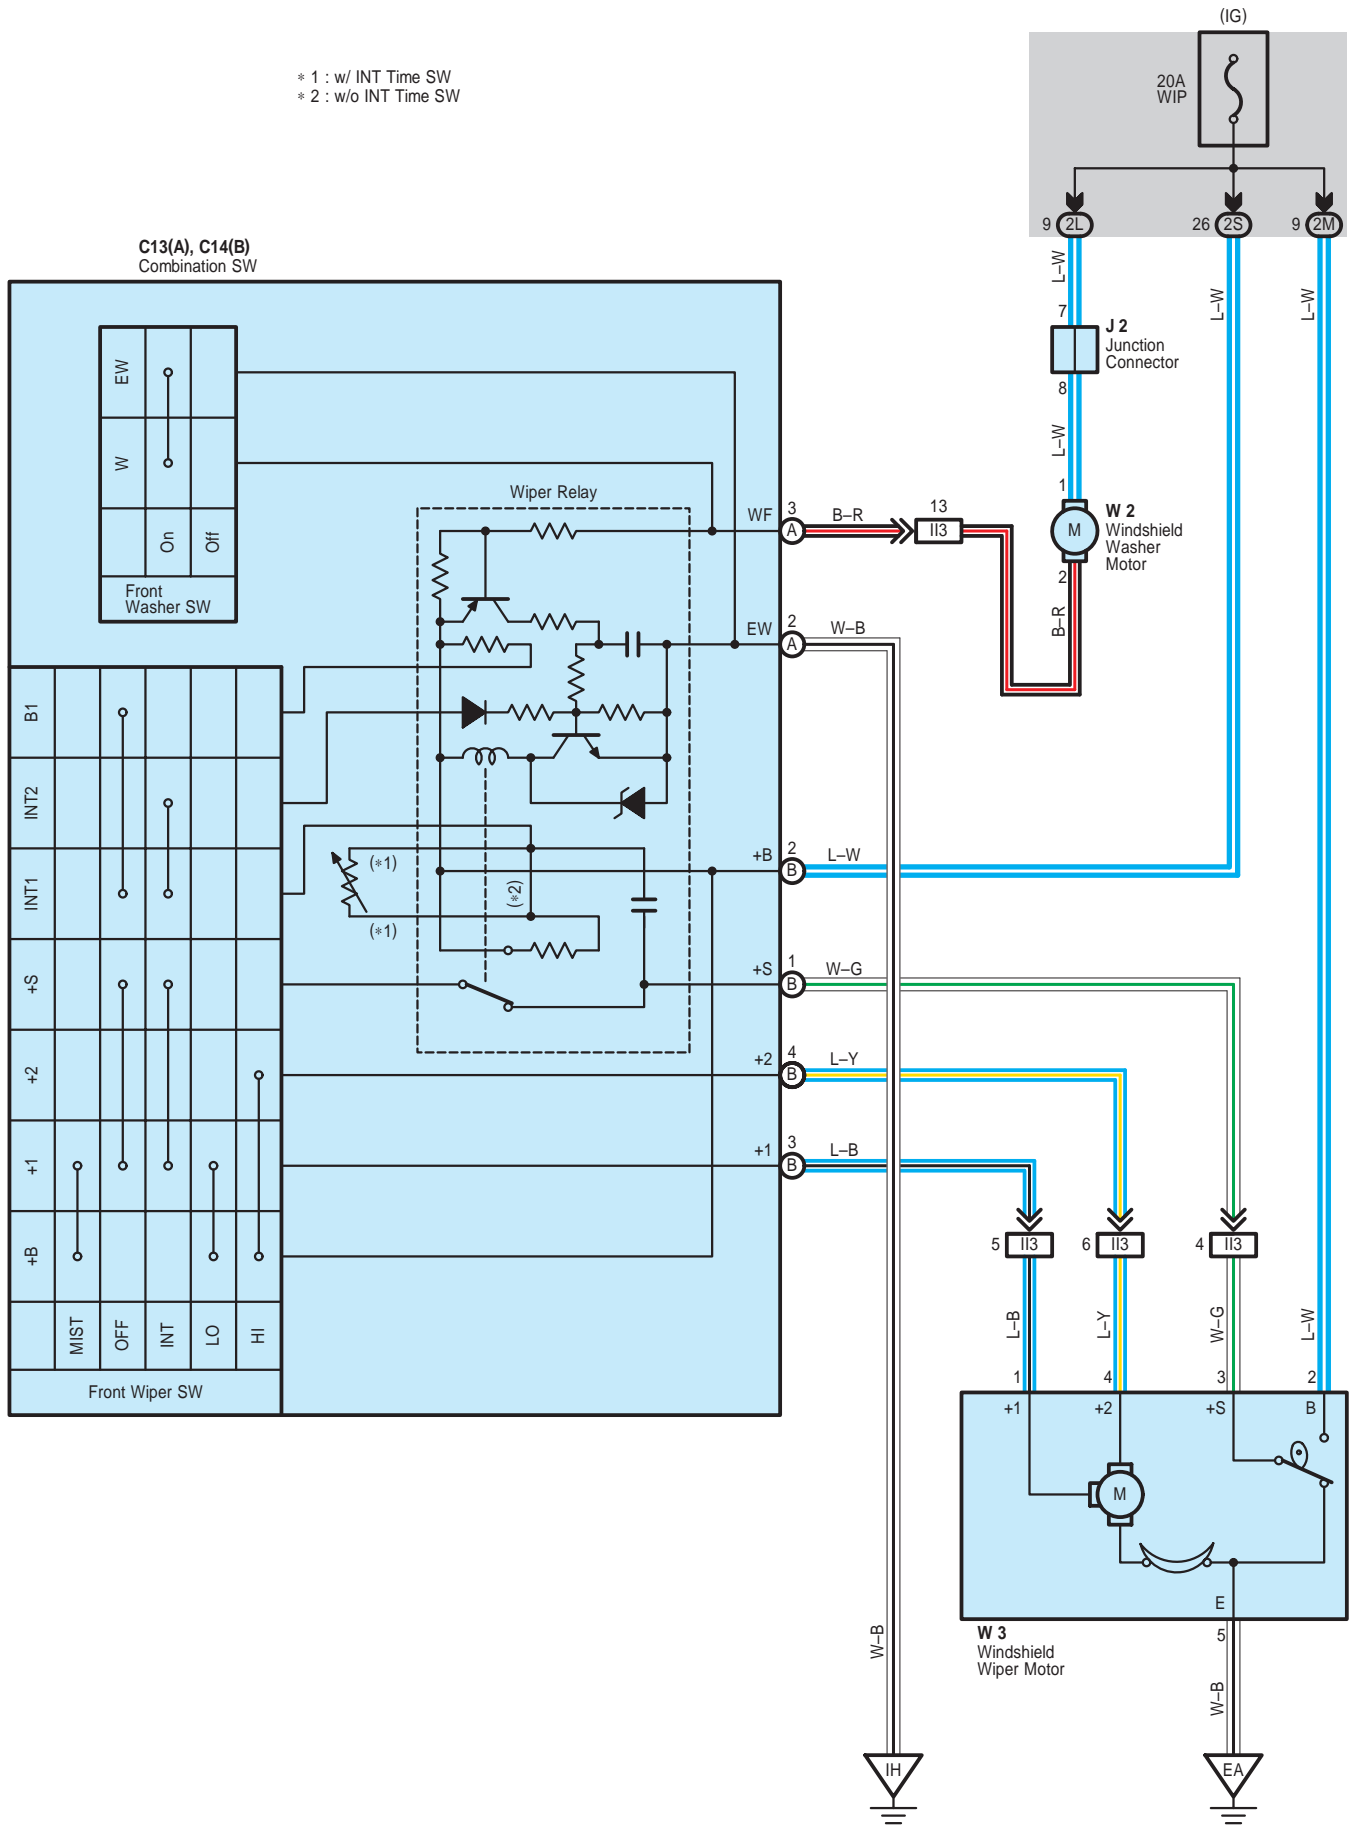 (IG)
∗ 1 : w/ INT Time SW
∗ 2 : w/o INT Time SW
20A
WIP
9 2L
26 2S
9 2M
C13(A), C14(B)
Combination SW
L–W
L–W
L–W
7
J 2
Junction
Connector
8
L–W
EW
W
On
Off
Front
Washer SW
Wiper Relay
WF
3
A
B–R
13
II3
1
M
W 2
Windshield
Washer
Motor
2
B–R
EW
2
A
W–B
B1
INT2
INT1
+S
+2
+1
+B
MIST
OFF
INT
LO
HI
Front Wiper SW
(∗1)
(∗2)
(∗1)
+B
2
B
L–W
+S
1
B
W–G
+2
4
B
L–Y
+1
3
B
L–B
5 II3
6 II3
4 II3
L–B
L–Y
W–G
L–W
1
4
3
2
+1
+2
+S
B
M
E
5
W 3
Windshield
Wiper Motor
W–B
W–B
IH
EA